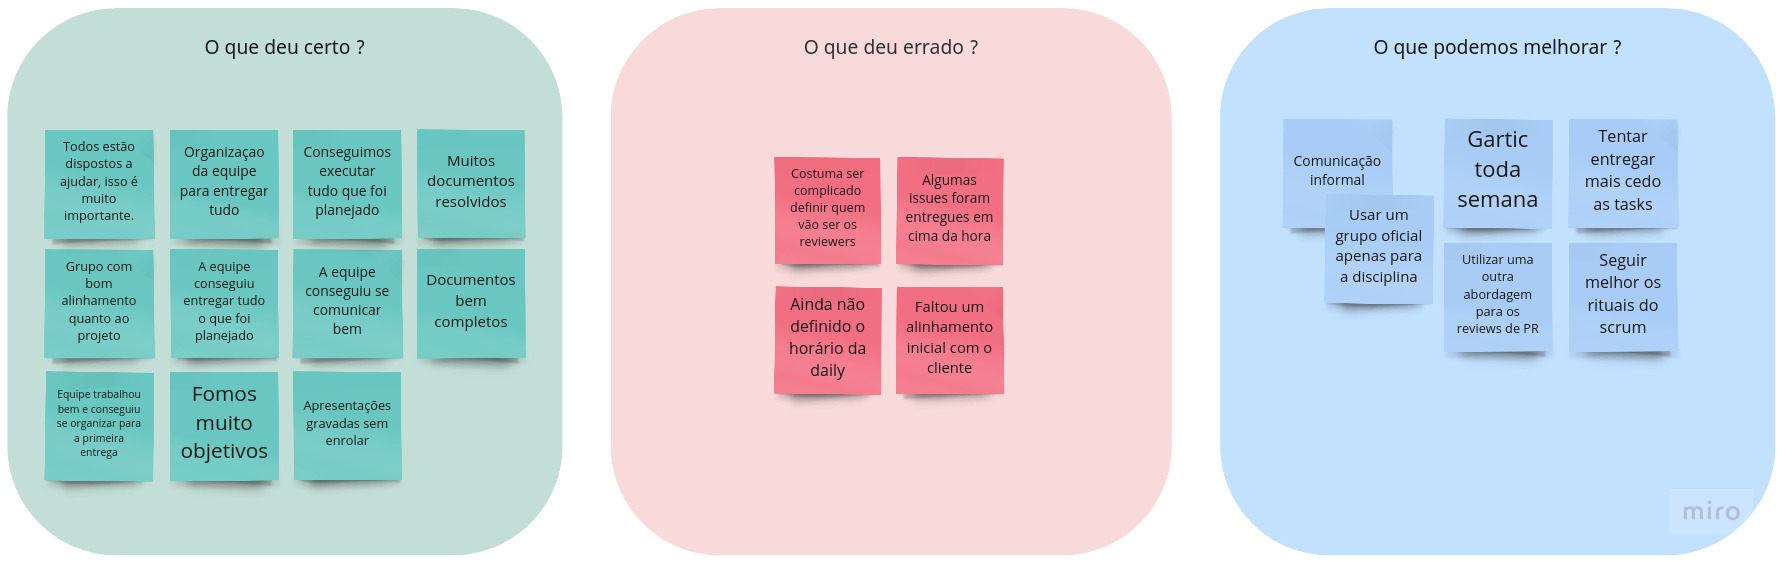 O que deu certo ?
Todos estão
dispostos a
ajudar, isso é
muito
importante.
Organizaçao
da equipe
para entregar
tudo
Conseguimos
executar
tudo que foi
planejado
Muitos
documentos
resolvidos
Grupo com
bom
alinhamento
quanto ao
projeto
A equipe
conseguiu
entregar tudo
o que foi
planejado
A equipe
conseguiu se
comunicar
bem
Documentos
bem
completos
Equipe trabalhou
bem e conseguiu
se organizar para
a primeira
entrega
Fomos
muito
objetivos
Apresentações
gravadas sem
enrolar
O que deu errado ?
Costuma ser
complicado
definir quem
vão ser os
reviewers
Algumas
issues foram
entregues em
cima da hora
Ainda não
definido o
horário da
daily
Faltou um
alinhamento
inicial com o
cliente
O que podemos melhorar ?
Comunicação
informal
Usar um
grupo oficial
apenas para
a disciplina
Gartic
toda
semana
Tentar
entregar
mais cedo
as tasks
Utilizar uma
outra
abordagem
para os
reviews de PR
Seguir
melhor os
rituais do
scrum
miro